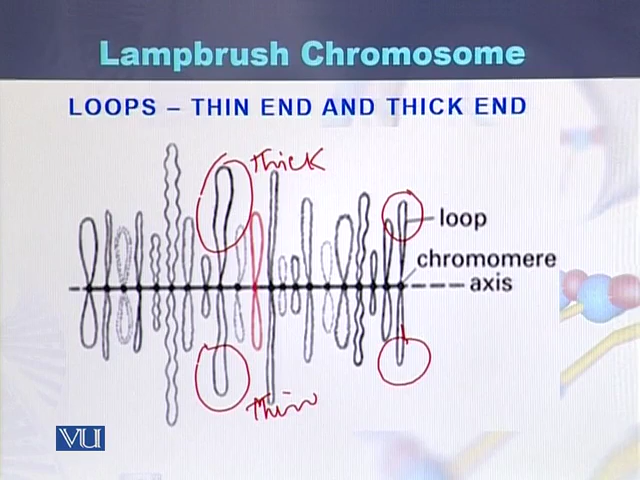 Lampbrush Chromosome
LOOPS – THIN END AND THICK END
Thick
loop
chromomere
axis
Thin
VU